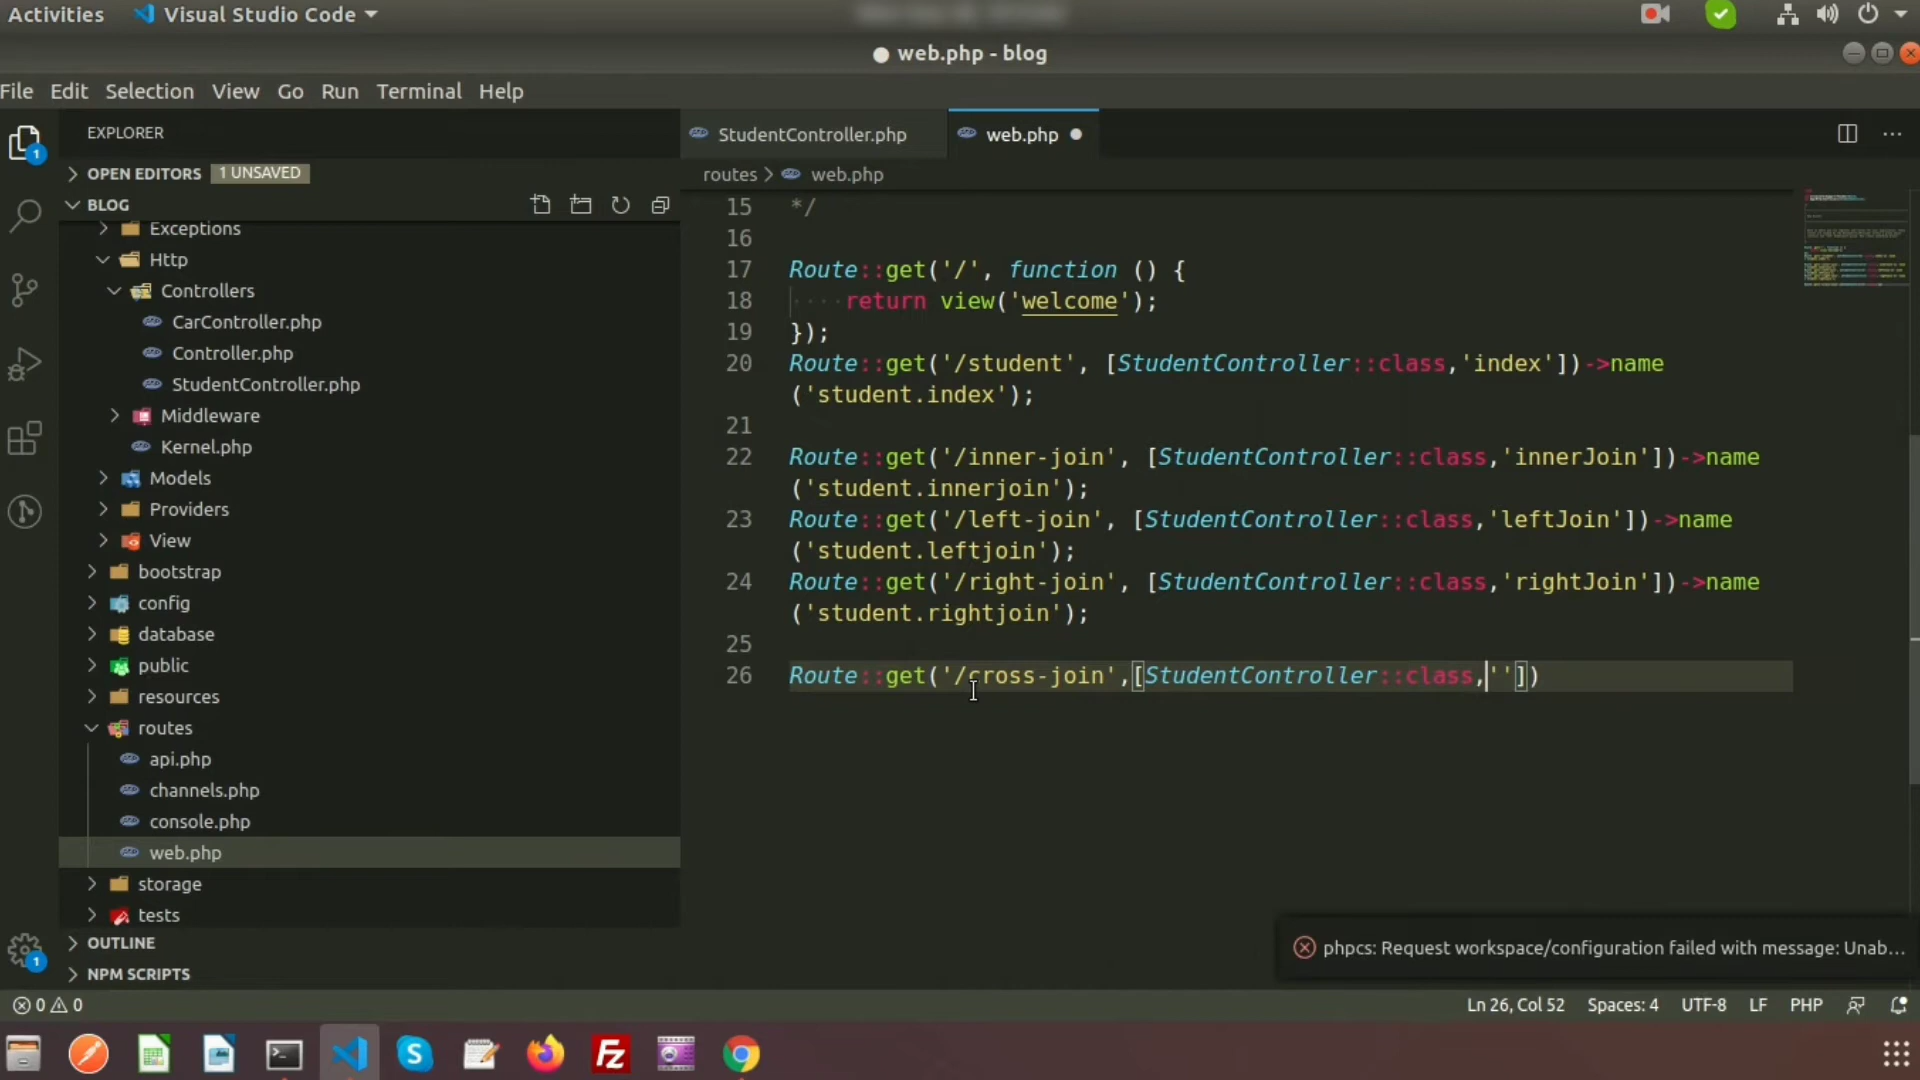 Activities Visual Studio Code
web.php - blog
File Edit Selection View Go Run Terminal Help
EXPLORER
OPEN EDITORS 1 UNSAVED
BLOG
Exceptions
Http
Controllers
CarController.php
Controller.php
StudentController.php
Middleware
Kernel.php
Models
Providers
View
bootstrap
config
database
public
resources
routes
api.php
channels.php
console.php
web.php
storage
tests
OUTLINE
NPM SCRIPTS
StudentController.php web.php
routes > web.php
15 */
16
17 Route::get('/', function () {
18 ····return view('welcome');
19 });
20 Route::get('/student', [StudentController::class,'index'])->name
('student.index');
21
22 Route::get('/inner-join', [StudentController::class,'innerJoin'])->name
('student.innerjoin');
23 Route::get('/left-join', [StudentController::class,'leftJoin'])->name
('student.leftjoin');
24 Route::get('/right-join', [StudentController::class,'rightJoin'])->name
('student.rightjoin');
25
26 Route::get('/cross-join',[StudentController::class,''])
phpcs: Request workspace/configuration failed with message: Unab...
0 0 Ln 26, Col 52 Spaces: 4 UTF-8 LF PHP
1
1